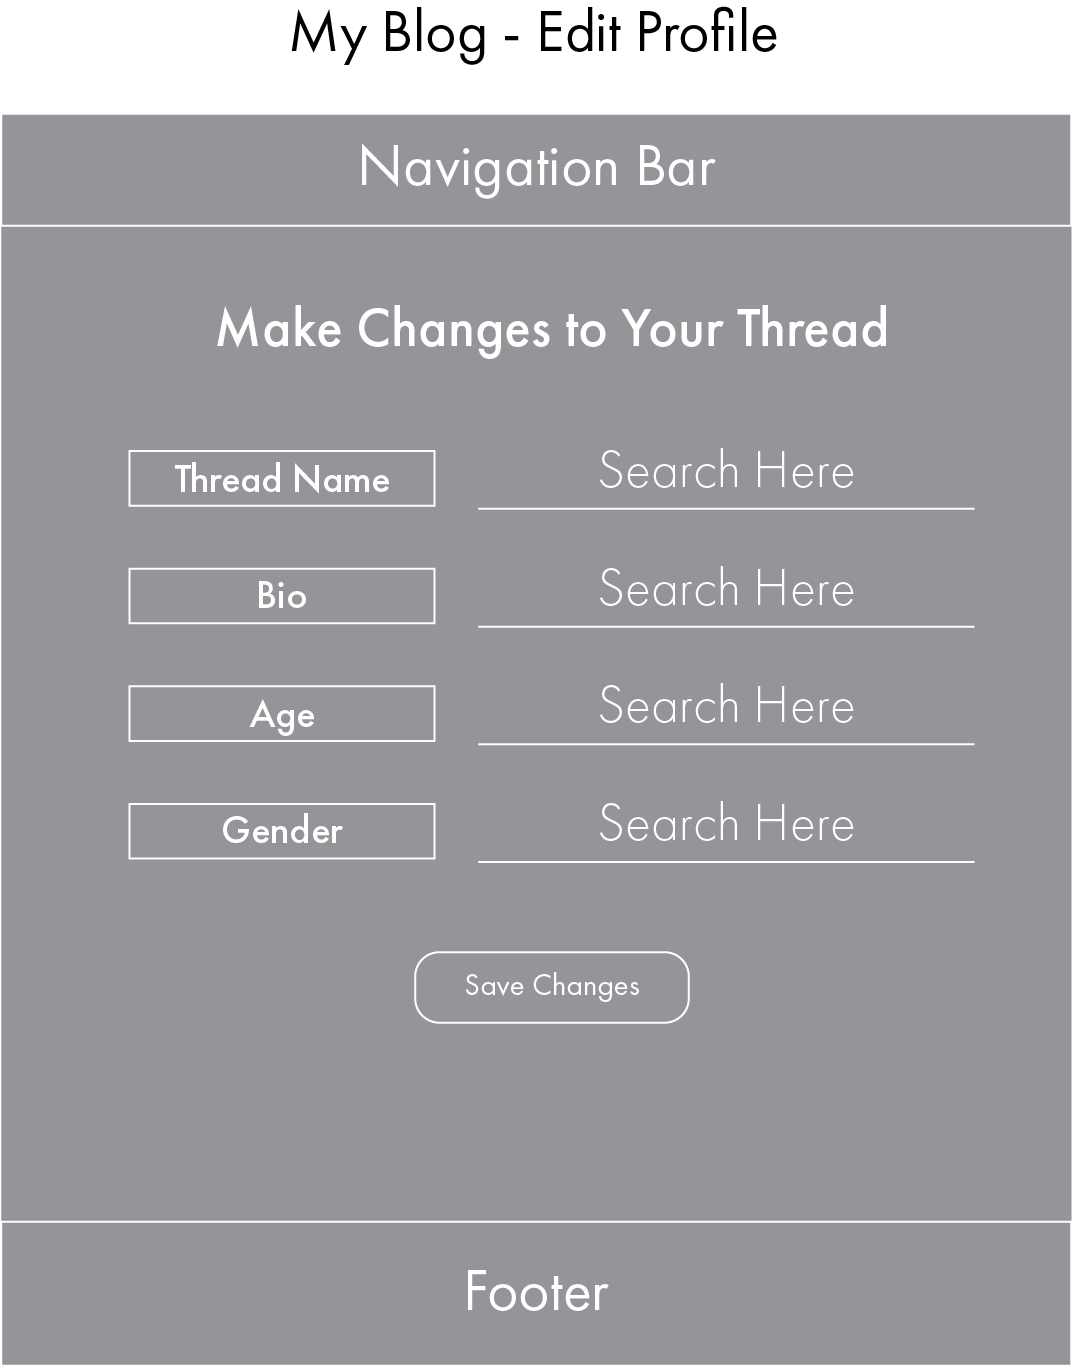 My Blog - Edit Profile
Navigation Bar
Make Changes to Your Thread
Thread Name
Search Here
Bio
Search Here
Age
Search Here
Gender
Search Here
Save Changes
Footer